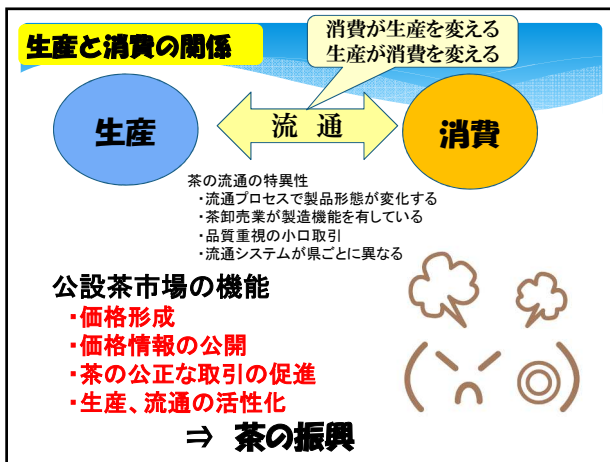 生産と消費の関係
消費が生産を変える
生産が消費を変える
生産
流 通
消費
茶の流通の特異性
・流通プロセスで製品形態が変化する
・茶卸売業が製造機能を有している
・品質重視の小口取引
・流通システムが県ごとに異なる
公設茶市場の機能
・価格形成
・価格情報の公開
・茶の公正な取引の促進
・生産、流通の活性化
⇒ 茶の振興